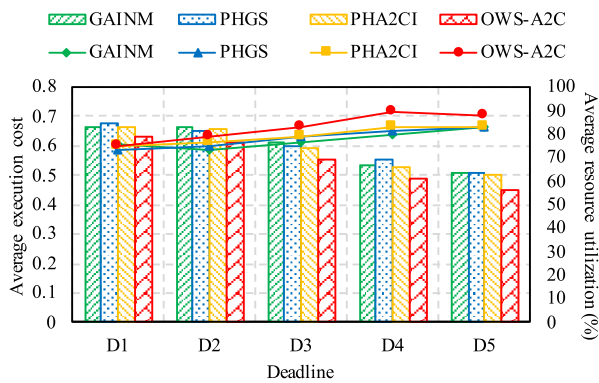 GAINM PHGS PHA2CI OWS-A2C
GAINM PHGS PHA2CI OWS-A2C
0.8 100
0.7 90
0.6 80
0.5 70
0.4 60
0.3 50
0.2 40
0.1 30
0 20
10
0
Average execution cost
Average resource utilization (%)
D1 D2 D3 D4 D5
Deadline